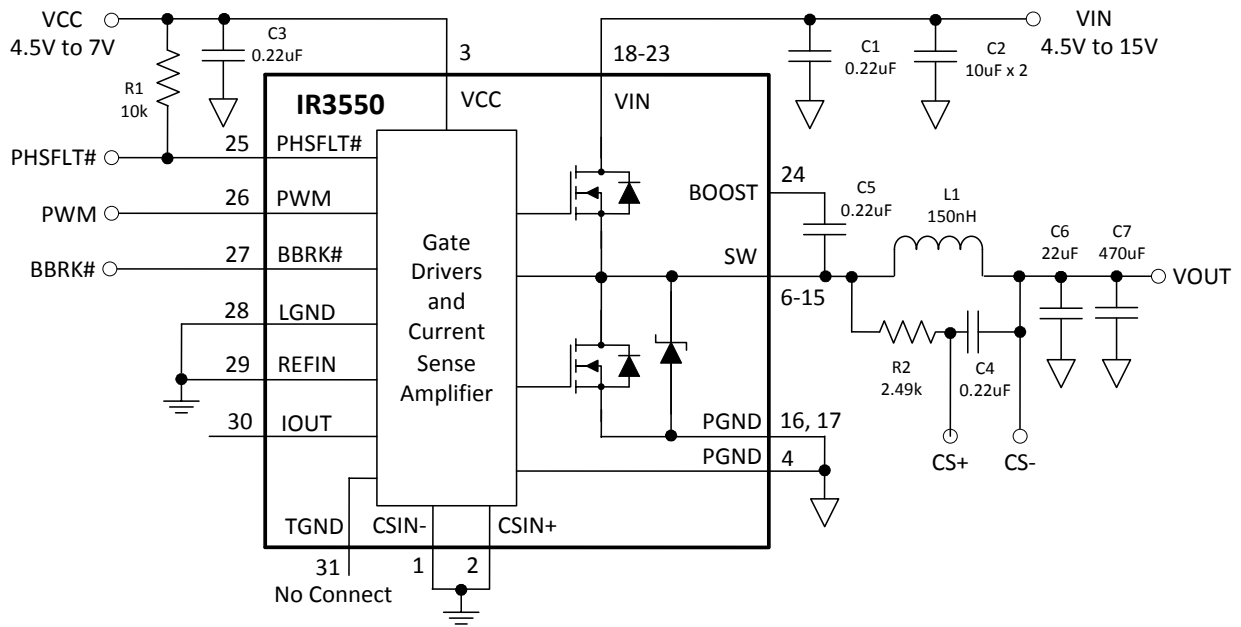 VCC
4.5V to 7V
C3
0.22uF
3
18-23
C1
0.22uF
C2
10uF x 2
VIN
4.5V to 15V
R1
10k
IR3550
VCC
VIN
PHSFLT#
25
PHSFLT#
PWM
26
PWM
BBRK#
27
BBRK#
28
LGND
29
REFIN
30
IOUT
Gate
Drivers
and
Current
Sense
Amplifier
BOOST
24
C5
0.22uF
L1
150nH
C6
22uF
C7
470uF
SW
6-15
VOUT
R2
2.49k
C4
0.22uF
PGND
16, 17
PGND
4
CS+
CS-
TGND
CSIN-
CSIN+
31
1
2
No Connect